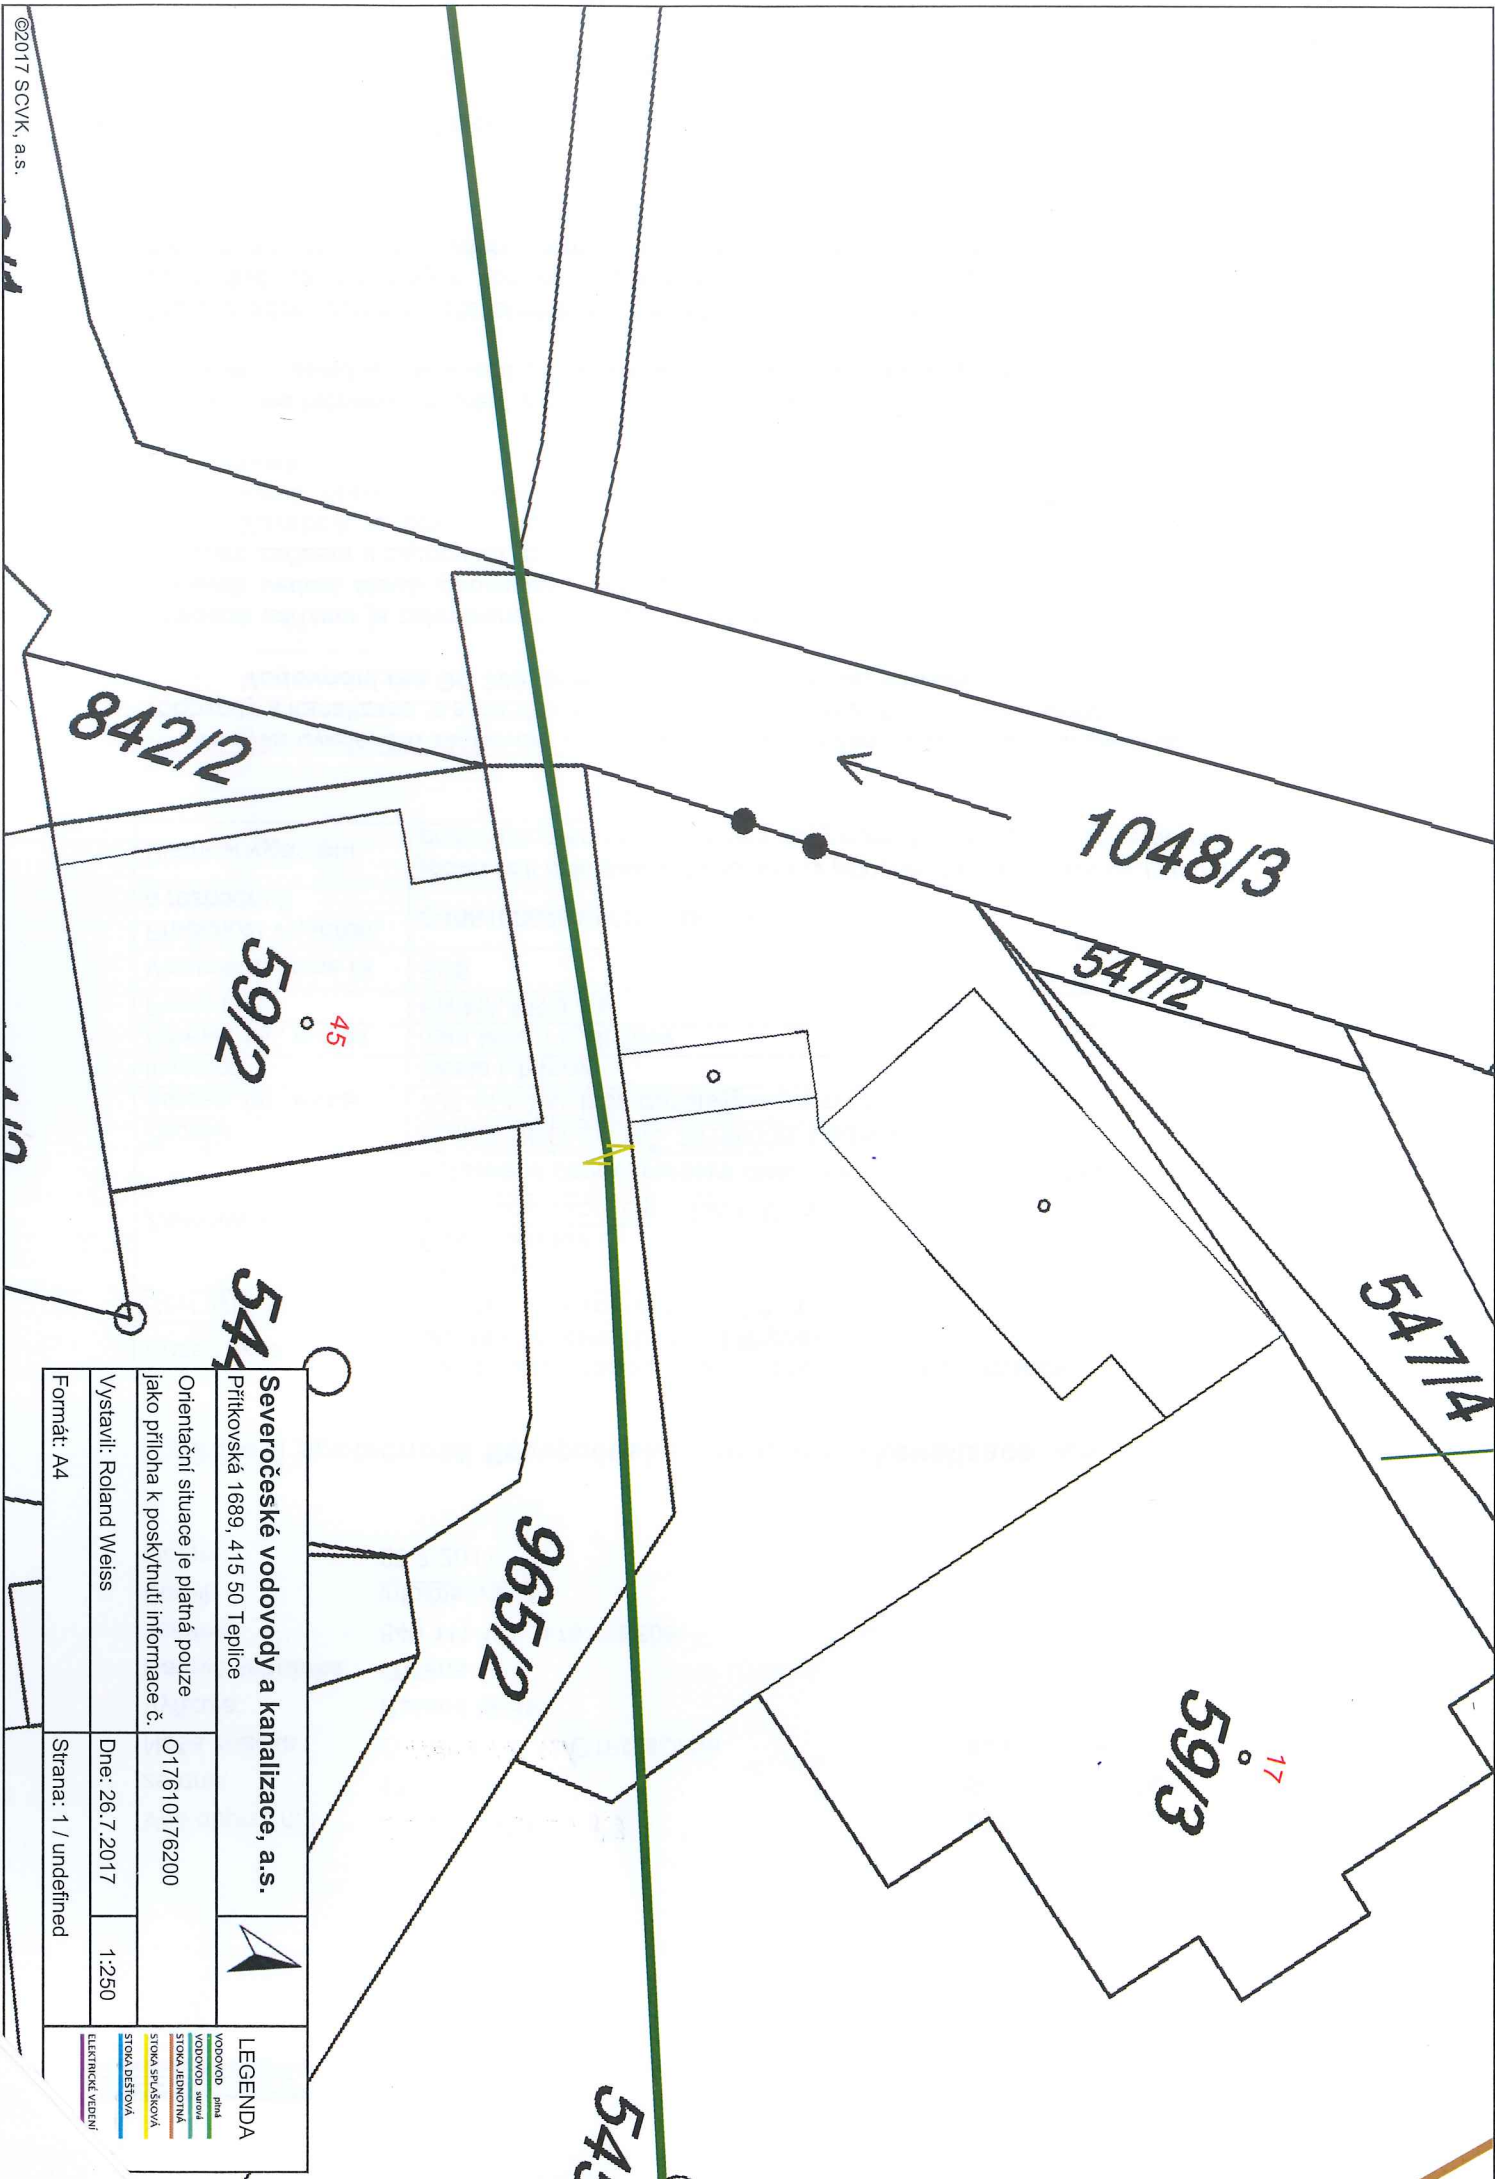 ©2017 SCVK, a.s.
842/2
1048/3
547/2
59/2
45
547/4
965/2
59/3
17
Severočeské vodovody a kanalizace, a.s.
Přítkovská 1689, 415 50 Teplice
Orientační situace je platná pouze
jako příloha k poskytnutí informace č.
O17610176200
Vystavil: Roland Weiss
Dne: 26.7.2017
1:250
Formát: A4
Strana: 1 / undefined
LEGENDA
VODOVOD pitná
VODOVOD surová
STOKA JEDNOTNÁ
STOKA SPLAŠKOVÁ
STOKA DEŠŤOVÁ
ELEKTRICKÉ VEDENÍ